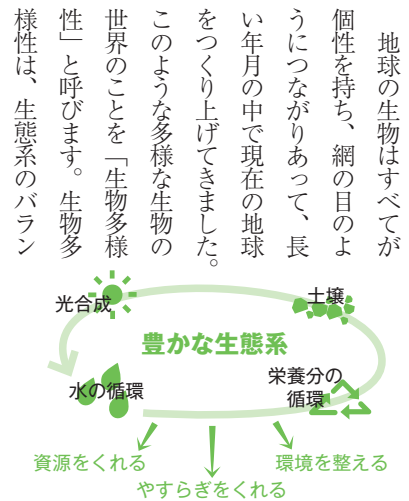 地球の生物はすべてが
個性を持ち、網の目のよ
うにつながりあって、長
い年月の中で現在の地球
をつくり上げてきました。
このような多様な生物の
世界のことを「生物多様
性」と呼びます。生物多
様性は、生態系のバラン
光合成
土壌
豊かな生態系
水の循環
栄養分の
循環
資源をくれる
やすらぎをくれる
環境を整える